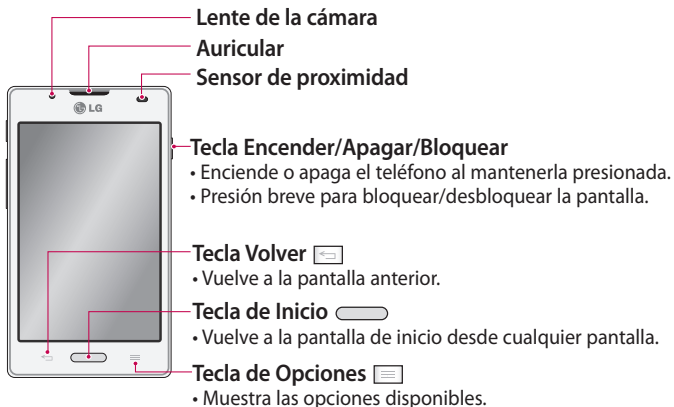 Lente de la cámara
Auricular
Sensor de proximidad
LG
Tecla Encender/Apagar/Bloquear
• Enciende o apaga el teléfono al mantenerla presionada.
• Presión breve para bloquear/desbloquear la pantalla.
Tecla Volver
• Vuelve a la pantalla anterior.
Tecla de Inicio
• Vuelve a la pantalla de inicio desde cualquier pantalla.
Tecla de Opciones
• Muestra las opciones disponibles.